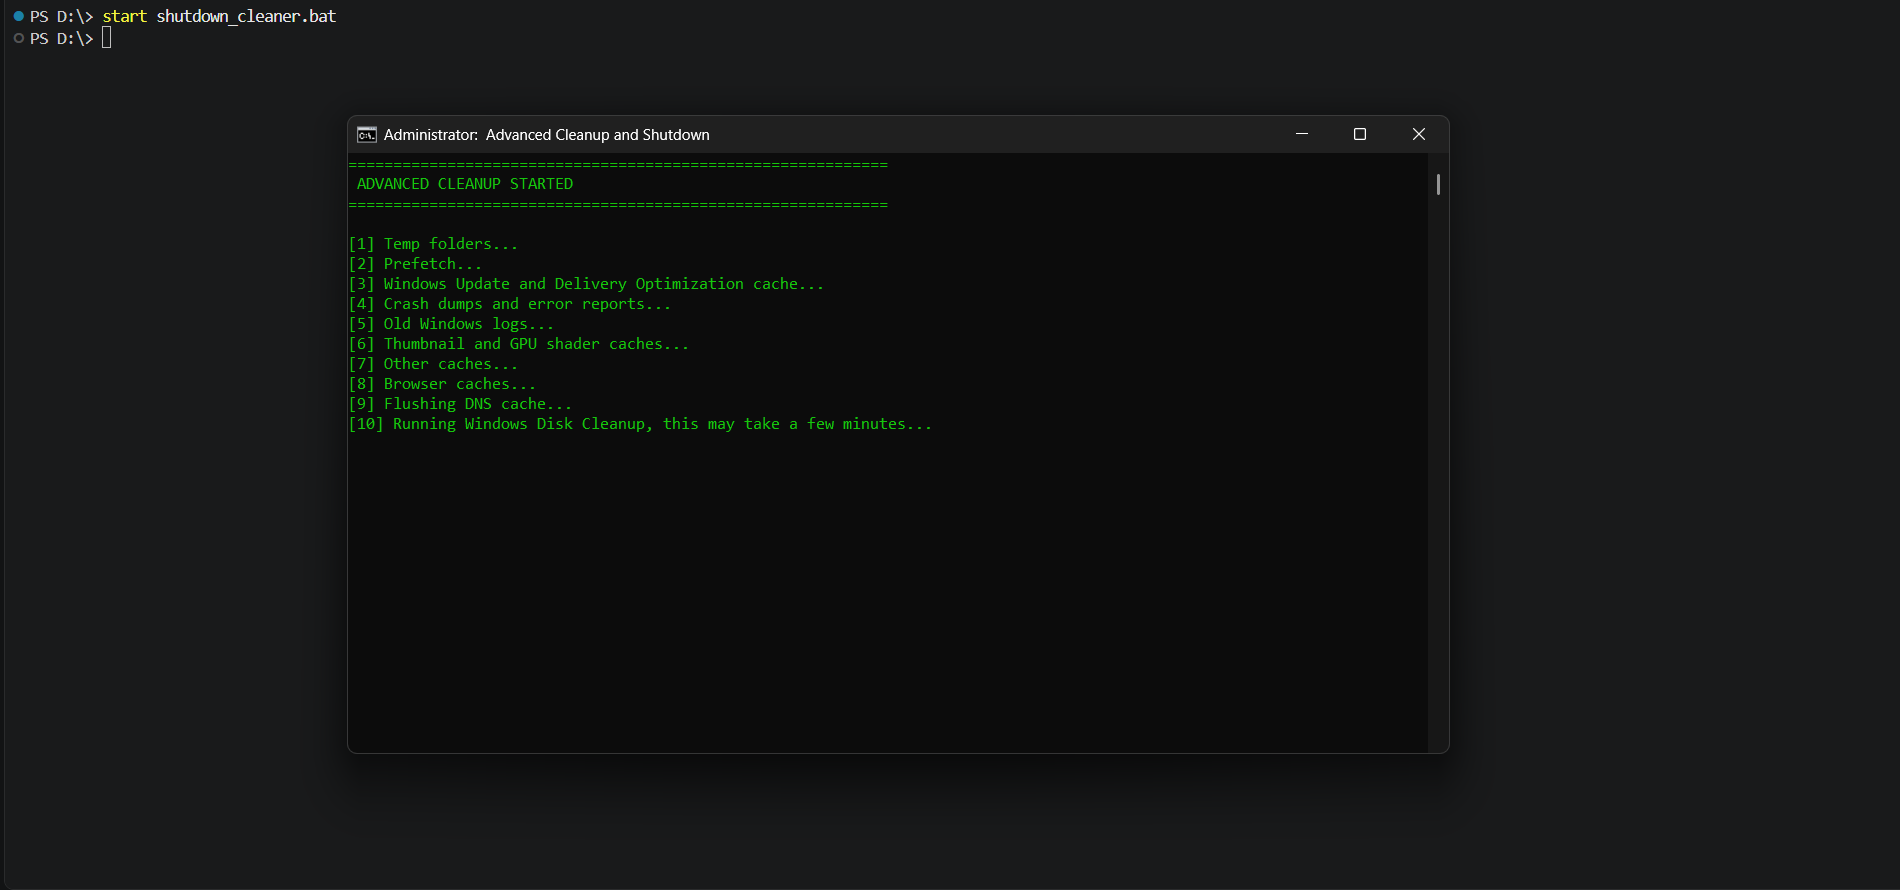 PS D:\> start shutdown_cleaner.bat
PS D:\>
Administrator:  Advanced Cleanup and Shutdown
============================================================
 ADVANCED CLEANUP STARTED
============================================================
[1] Temp folders...
[2] Prefetch...
[3] Windows Update and Delivery Optimization cache...
[4] Crash dumps and error reports...
[5] Old Windows logs...
[6] Thumbnail and GPU shader caches...
[7] Other caches...
[8] Browser caches...
[9] Flushing DNS cache...
[10] Running Windows Disk Cleanup, this may take a few minutes...